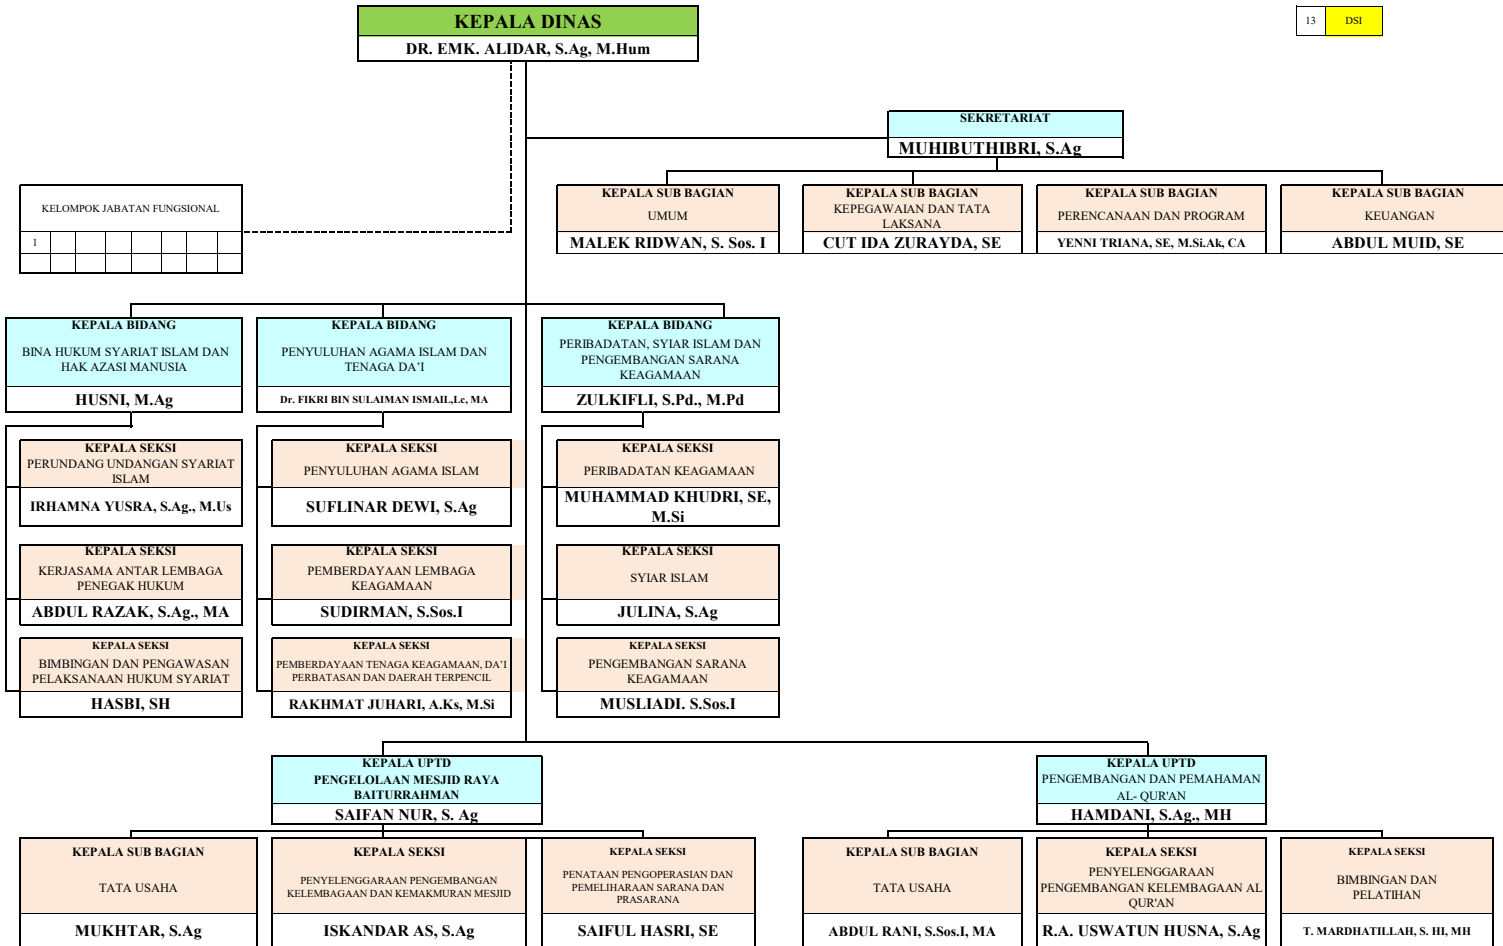 KEPALA DINAS
DR. EMK. ALIDAR, S.Ag, M.Hum
13
DSI
SEKRETARIAT
MUHIBUTHIBRI, S.Ag
KEPALA SUB BAGIAN
UMUM
MALEK RIDWAN, S. Sos. I
KEPALA SUB BAGIAN
KEPEGAWAIAN DAN TATA
LAKSANA
CUT IDA ZURAYDA, SE
KEPALA SUB BAGIAN
PERENCANAAN DAN PROGRAM
YENNI TRIANA, SE, M.Si.Ak, CA
KEPALA SUB BAGIAN
KEUANGAN
ABDUL MUID, SE
KELOMPOK JABATAN FUNGSIONAL
1
KEPALA BIDANG
BINA HUKUM SYARIAT ISLAM DAN
HAK AZASI MANUSIA
HUSNI, M.Ag
KEPALA BIDANG
PENYULUHAN AGAMA ISLAM DAN
TENAGA DA'I
Dr. FIKRI BIN SULAIMAN ISMAIL,Lc, MA
KEPALA BIDANG
PERIBADATAN, SYIAR ISLAM DAN
PENGEMBANGAN SARANA
KEAGAMAAN
ZULKIFLI, S.Pd., M.Pd
KEPALA SEKSI
PERUNDANG UNDANGAN SYARIAT
ISLAM
IRHAMNA YUSRA, S.Ag., M.Us
KEPALA SEKSI
PENYULUHAN AGAMA ISLAM
SUFLINAR DEWI, S.Ag
KEPALA SEKSI
PERIBADATAN KEAGAMAAN
MUHAMMAD KHUDRI, SE,
M.Si
KEPALA SEKSI
KERJASAMA ANTAR LEMBAGA
PENEGAK HUKUM
ABDUL RAZAK, S.Ag., MA
KEPALA SEKSI
PEMBERDAYAAN LEMBAGA
KEAGAMAAN
SUDIRMAN, S.Sos.I
KEPALA SEKSI
SYIAR ISLAM
JULINA, S.Ag
KEPALA SEKSI
BIMBINGAN DAN PENGAWASAN
PELAKSANAAN HUKUM SYARIAT
HASBI, SH
KEPALA SEKSI
PEMBERDAYAAN TENAGA KEAGAMAAN, DA'I
PERBATASAN DAN DAERAH TERPENCIL
RAKHMAT JUHARI, A.Ks, M.Si
KEPALA SEKSI
PENGEMBANGAN SARANA
KEAGAMAAN
MUSLIADI. S.Sos.I
KEPALA UPTD
PENGELOLAAN MESJID RAYA
BAITURRAHMAN
SAIFAN NUR, S. Ag
KEPALA UPTD
PENGEMBANGAN DAN PEMAHAMAN
AL- QUR'AN
HAMDANI, S.Ag., MH
KEPALA SUB BAGIAN
TATA USAHA
MUKHTAR, S.Ag
KEPALA SEKSI
PENYELENGGARAAN PENGEMBANGAN
KELEMBAGAAN DAN KEMAKMURAN MESJID
ISKANDAR AS, S.Ag
KEPALA SEKSI
PENATAAN PENGOPERASIAN DAN
PEMELIHARAAN SARANA DAN
PRASARANA
SAIFUL HASRI, SE
KEPALA SUB BAGIAN
TATA USAHA
ABDUL RANI, S.Sos.I, MA
KEPALA SEKSI
PENYELENGGARAAN
PENGEMBANGAN KELEMBAGAAN AL
QUR'AN
R.A. USWATUN HUSNA, S.Ag
KEPALA SEKSI
BIMBINGAN DAN
PELATIHAN
T. MARDHATILLAH, S. HI, MH